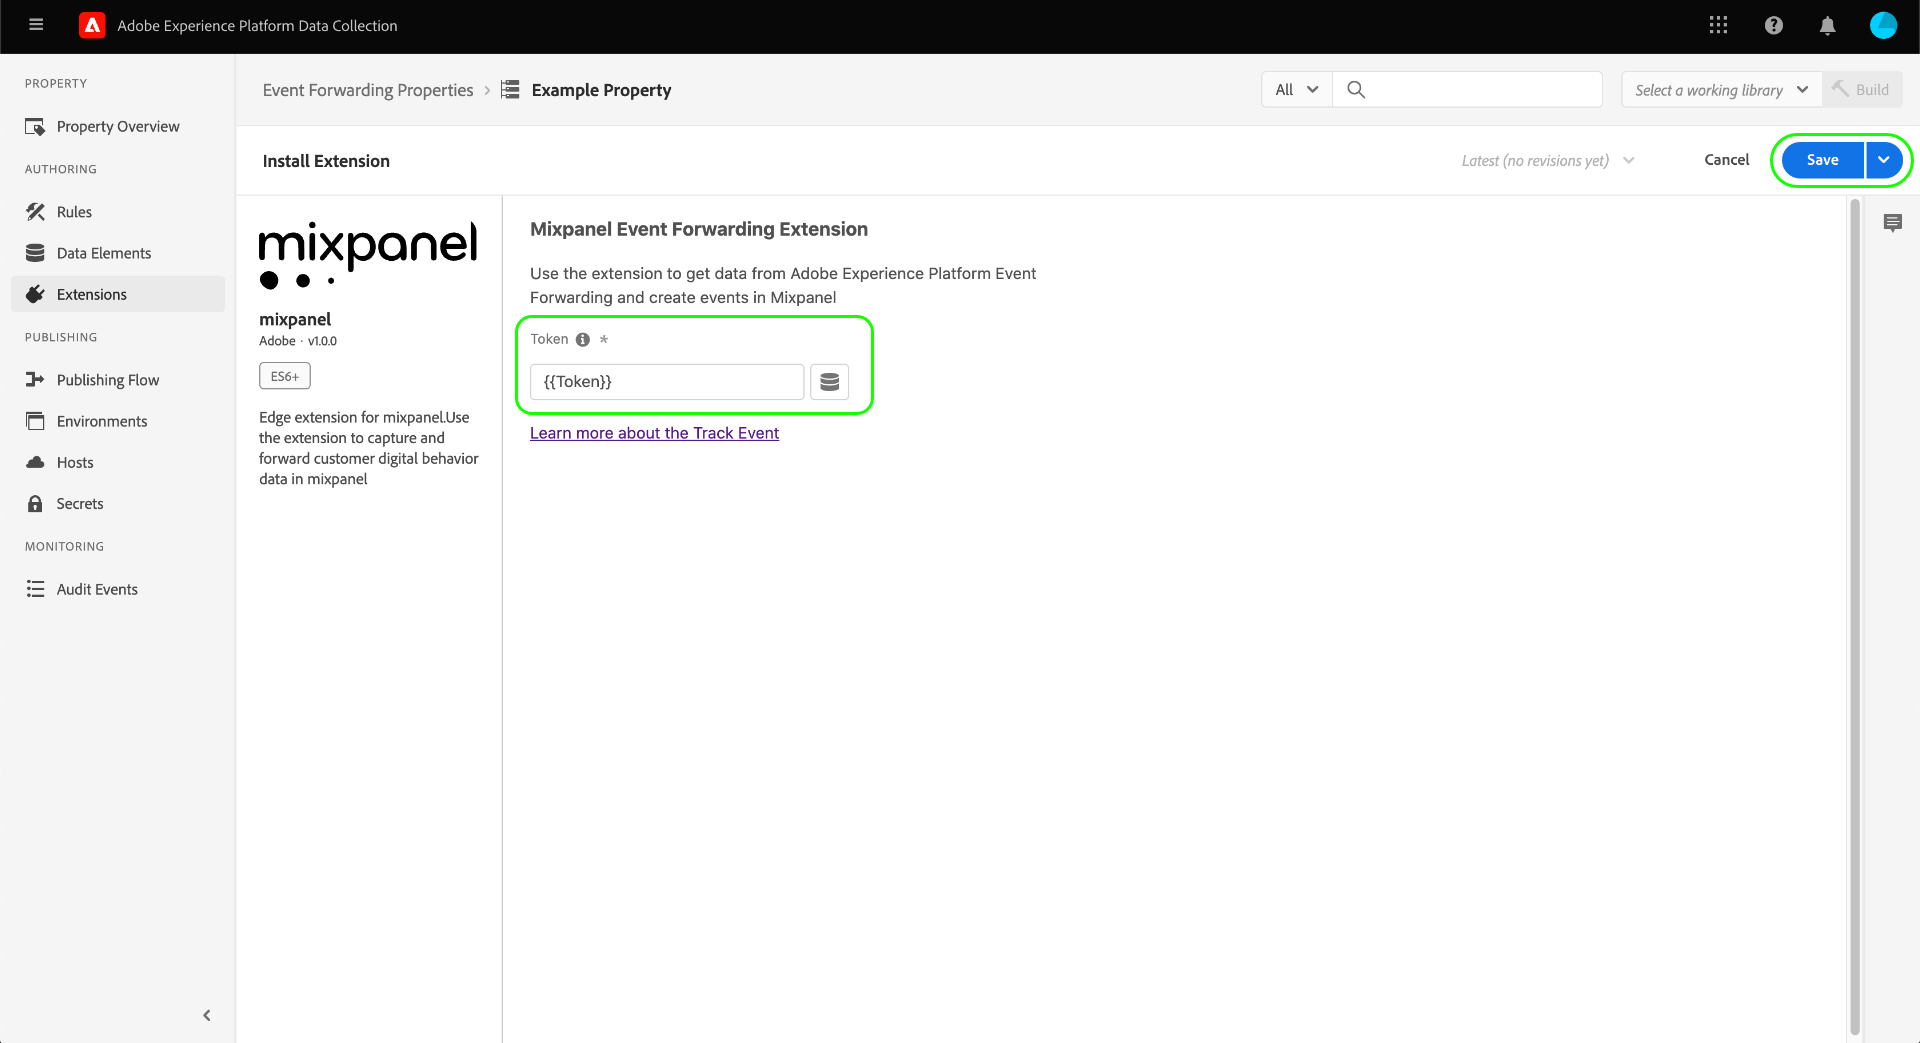 Adobe Experience Platform Data Collection
PROPERTY
Property Overview
AUTHORING
Rules
Data Elements
Extensions
PUBLISHING
Publishing Flow
Environments
Hosts
Secrets
MONITORING
Audit Events
Event Forwarding Properties
Example Property
All
Select a working library
Build
Install Extension
Latest (no revisions yet)
Cancel
Save
mixpanel
mixpanel
Adobe · v1.0.0
ES6+
Edge extension for mixpanel.Use
the extension to capture and
forward customer digital behavior
data in mixpanel
Mixpanel Event Forwarding Extension
Use the extension to get data from Adobe Experience Platform Event
Forwarding and create events in Mixpanel
Token *
{{Token}}
Learn more about the Track Event